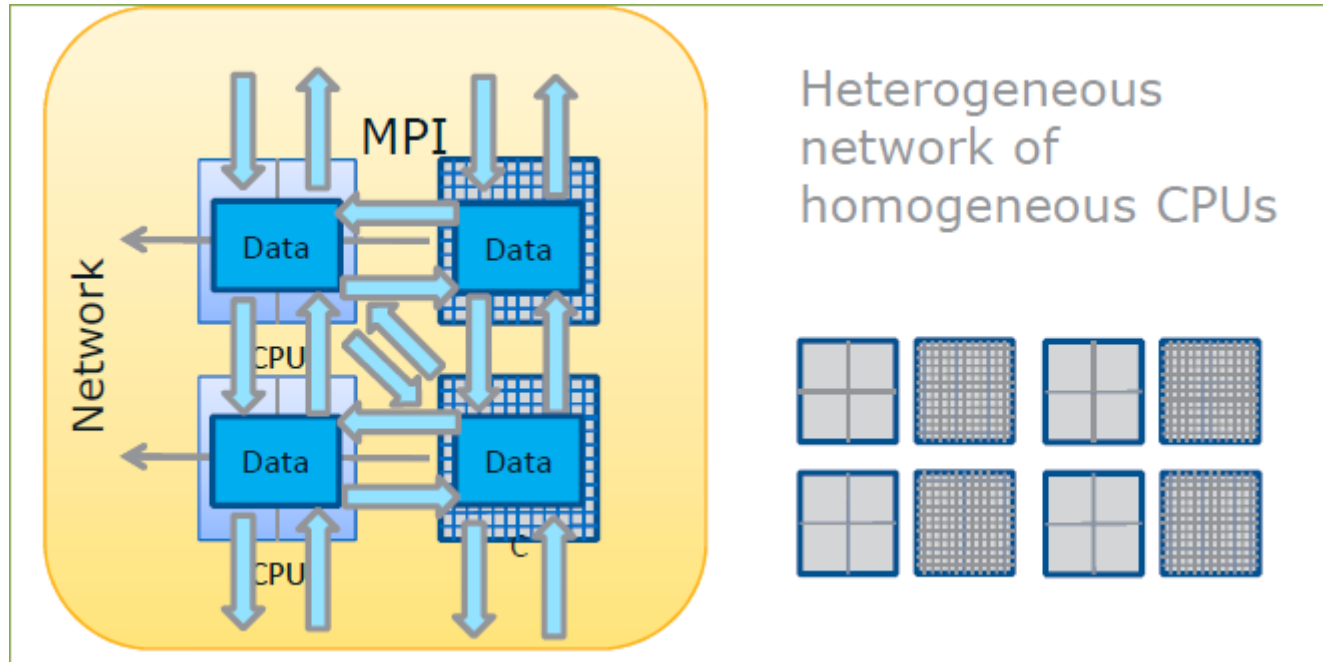 MPI
Heterogeneous
network of
homogeneous CPUs
Data
Data
Network
CPU
Data
Data
C
CPU